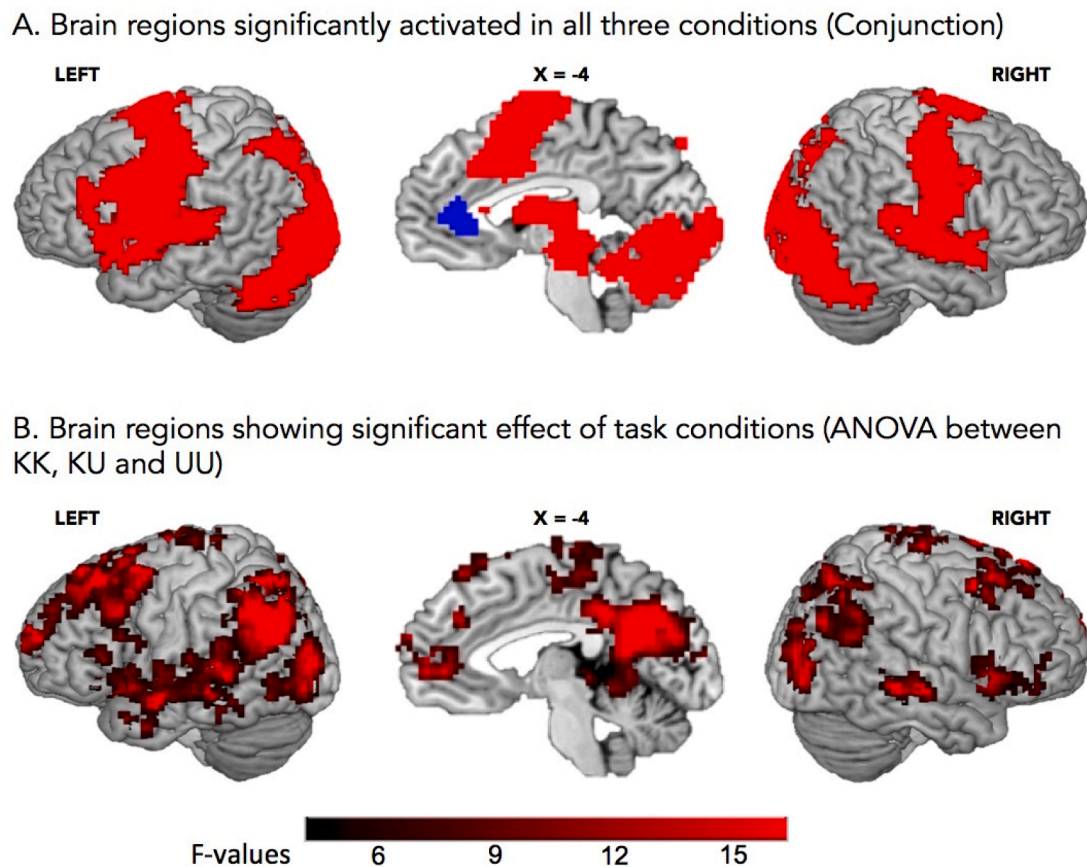 A. Brain regions significantly activated in all three conditions (Conjunction)
LEFT X = -4 RIGHT
B. Brain regions showing significant effect of task conditions (ANOVA between
KK, KU and UU)
LEFT X = -4 RIGHT
F-values 6 9 12 15